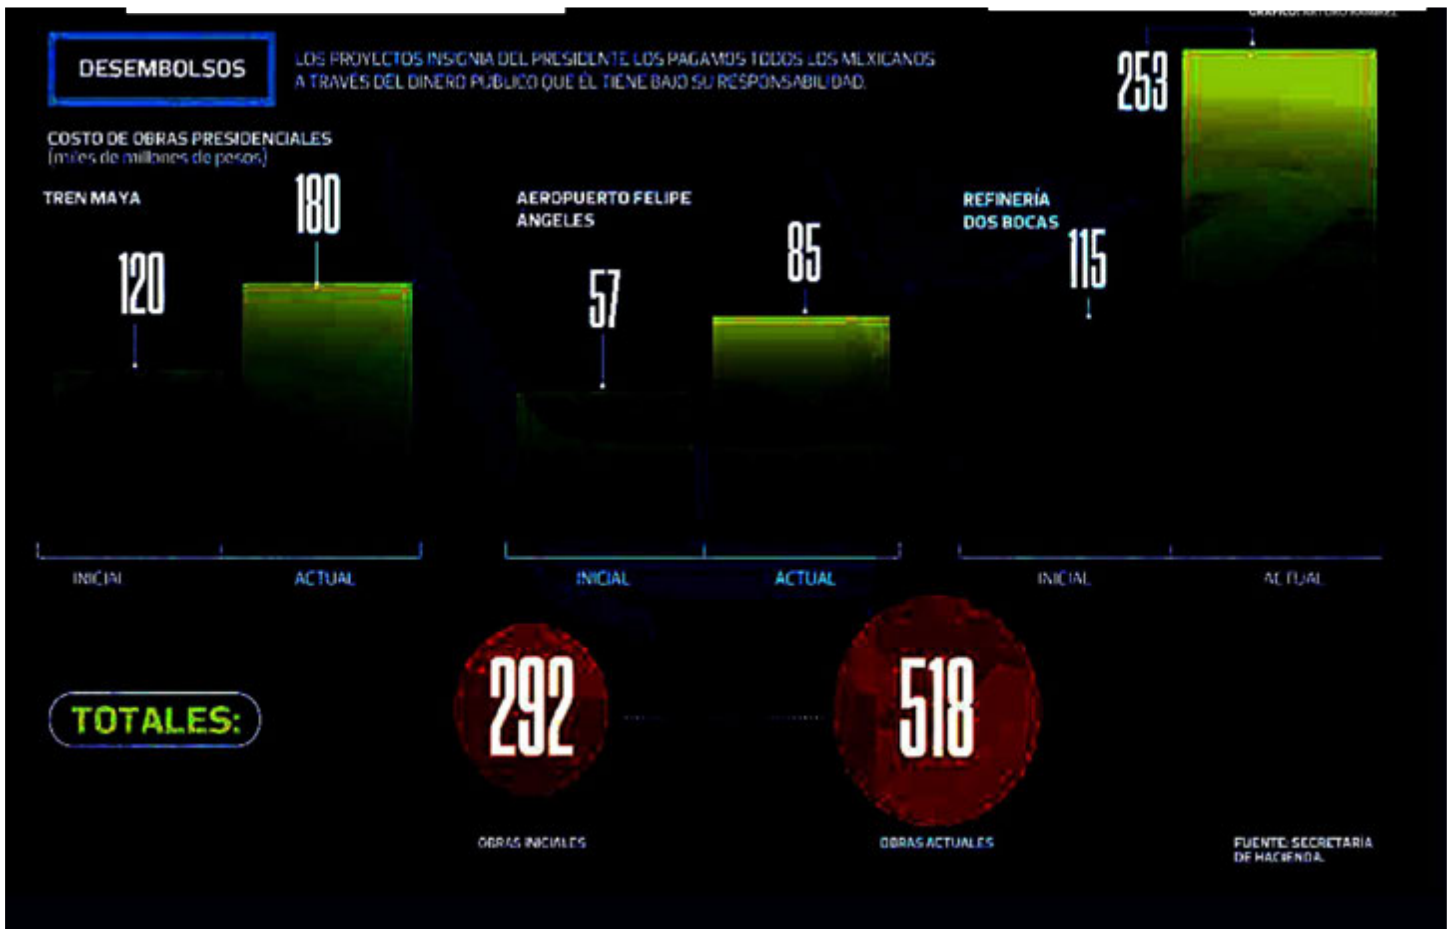 GRÁFICO: ARTURO RAMÍREZ
DESEMBOLSOS
LOS PROYECTOS INSIGNIA DEL PRESIDENTE LOS PAGAMOS TODOS LOS MEXICANOS
A TRAVÉS DEL DINERO PÚBLICO QUE ÉL TIENE BAJO SU RESPONSABILIDAD.
COSTO DE OBRAS PRESIDENCIALES
(miles de millones de pesos)
TREN MAYA
120
180
INICIAL
ACTUAL
AEROPUERTO FELIPE
ÁNGELES
57
85
INICIAL
ACTUAL
REFINERÍA
DOS BOCAS
115
253
INICIAL
ACTUAL
TOTALES:
292
518
OBRAS INICIALES
OBRAS ACTUALES
FUENTE: SECRETARÍA
DE HACIENDA.